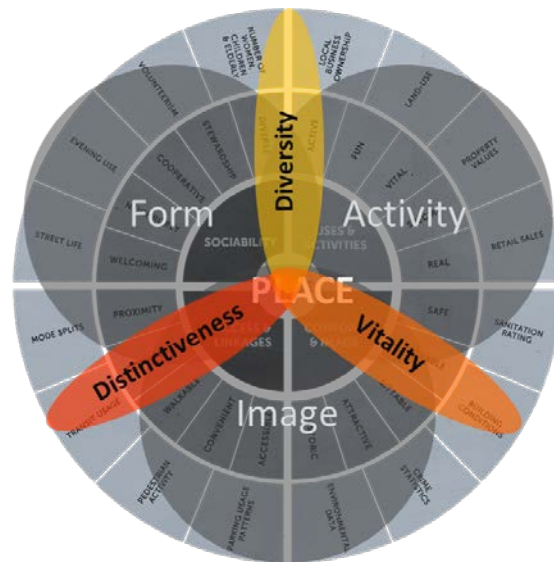 NUMBER OF
WOMEN
CHILDREN
& ELDERLY
LOCAL
BUSINESS
OWNERSHIP
VOLUNTEERISM
LAND-USE
EVENING USE
PROPERTY
VALUES
STREET LIFE
RETAIL SALES
STEWARDSHIP
COOPERATIVE
WELCOMING
ACTIVE
FUN
VITAL
REAL
Diversity
Form
Activity
SOCIABILITY
USES &
ACTIVITIES
PLACE
MODE SPLITS
PROXIMITY
SAFE
SANITATION
RATING
Distinctiveness
Vitality
& LINKAGES
& IMAGE
TRANSIT USAGE
WALKABLE
CONVENIENT
ATTRACTIVE
BUILDING
CONDITIONS
Image
PEDESTRIAN
ACTIVITY
PARKING USAGE
PATTERNS
ENVIRONMENTAL
DATA
CRIME
STATISTICS